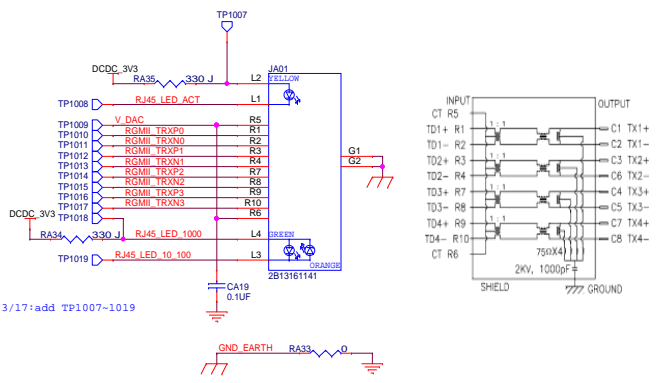 TP1007
DCDC_3V3
RA35 330 J L2
JA01
YELLOW
TP1008 RJ45_LED_ACT L1
TP1009 V_DAC R5
TP1010 RGMII_TRXP0 R1
TP1011 RGMII_TRXN0 R2
TP1012 RGMII_TRXP1 R3
TP1013 RGMII_TRXN1 R4
TP1014 RGMII_TRXP2 R7
TP1015 RGMII_TRXN2 R8
TP1016 RGMII_TRXP3 R9
TP1017 RGMII_TRXN3 R10
G1
G2
DCDC_3V3
TP1018 R6
RA34 330 J RJ45_LED_1000 L4 GREEN
TP1019 RJ45_LED_10_100 L3
ORANGE
2B13161141
CA19
0.1UF
3/17:add TP1007~1019
GND_EARTH RA33 0
INPUT OUTPUT
CT R5
TD1+ R1 1 : 1 C1 TX1+
TD1- R2 C2 TX1-
TD2+ R3 1 : 1 C3 TX2+
TD2- R4 C6 TX2-
TD3+ R7 1 : 1 C4 TX3+
TD3- R8 C5 TX3-
TD4+ R9 1 : 1 C7 TX4+
TD4- R10 C8 TX4-
CT R6 75ΩX4
2KV, 1000pF
SHIELD GROUND